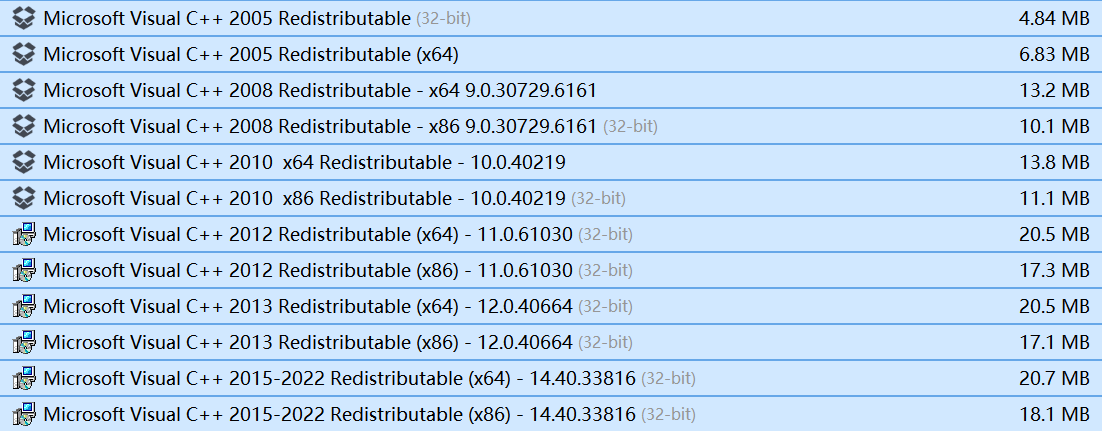 Microsoft Visual C++ 2005 Redistributable (32-bit) 4.84 MB
Microsoft Visual C++ 2005 Redistributable (x64) 6.83 MB
Microsoft Visual C++ 2008 Redistributable - x64 9.0.30729.6161 13.2 MB
Microsoft Visual C++ 2008 Redistributable - x86 9.0.30729.6161 (32-bit) 10.1 MB
Microsoft Visual C++ 2010  x64 Redistributable - 10.0.40219 13.8 MB
Microsoft Visual C++ 2010  x86 Redistributable - 10.0.40219 (32-bit) 11.1 MB
Microsoft Visual C++ 2012 Redistributable (x64) - 11.0.61030 (32-bit) 20.5 MB
Microsoft Visual C++ 2012 Redistributable (x86) - 11.0.61030 (32-bit) 17.3 MB
Microsoft Visual C++ 2013 Redistributable (x64) - 12.0.40664 (32-bit) 20.5 MB
Microsoft Visual C++ 2013 Redistributable (x86) - 12.0.40664 (32-bit) 17.1 MB
Microsoft Visual C++ 2015-2022 Redistributable (x64) - 14.40.33816 (32-bit) 20.7 MB
Microsoft Visual C++ 2015-2022 Redistributable (x86) - 14.40.33816 (32-bit) 18.1 MB